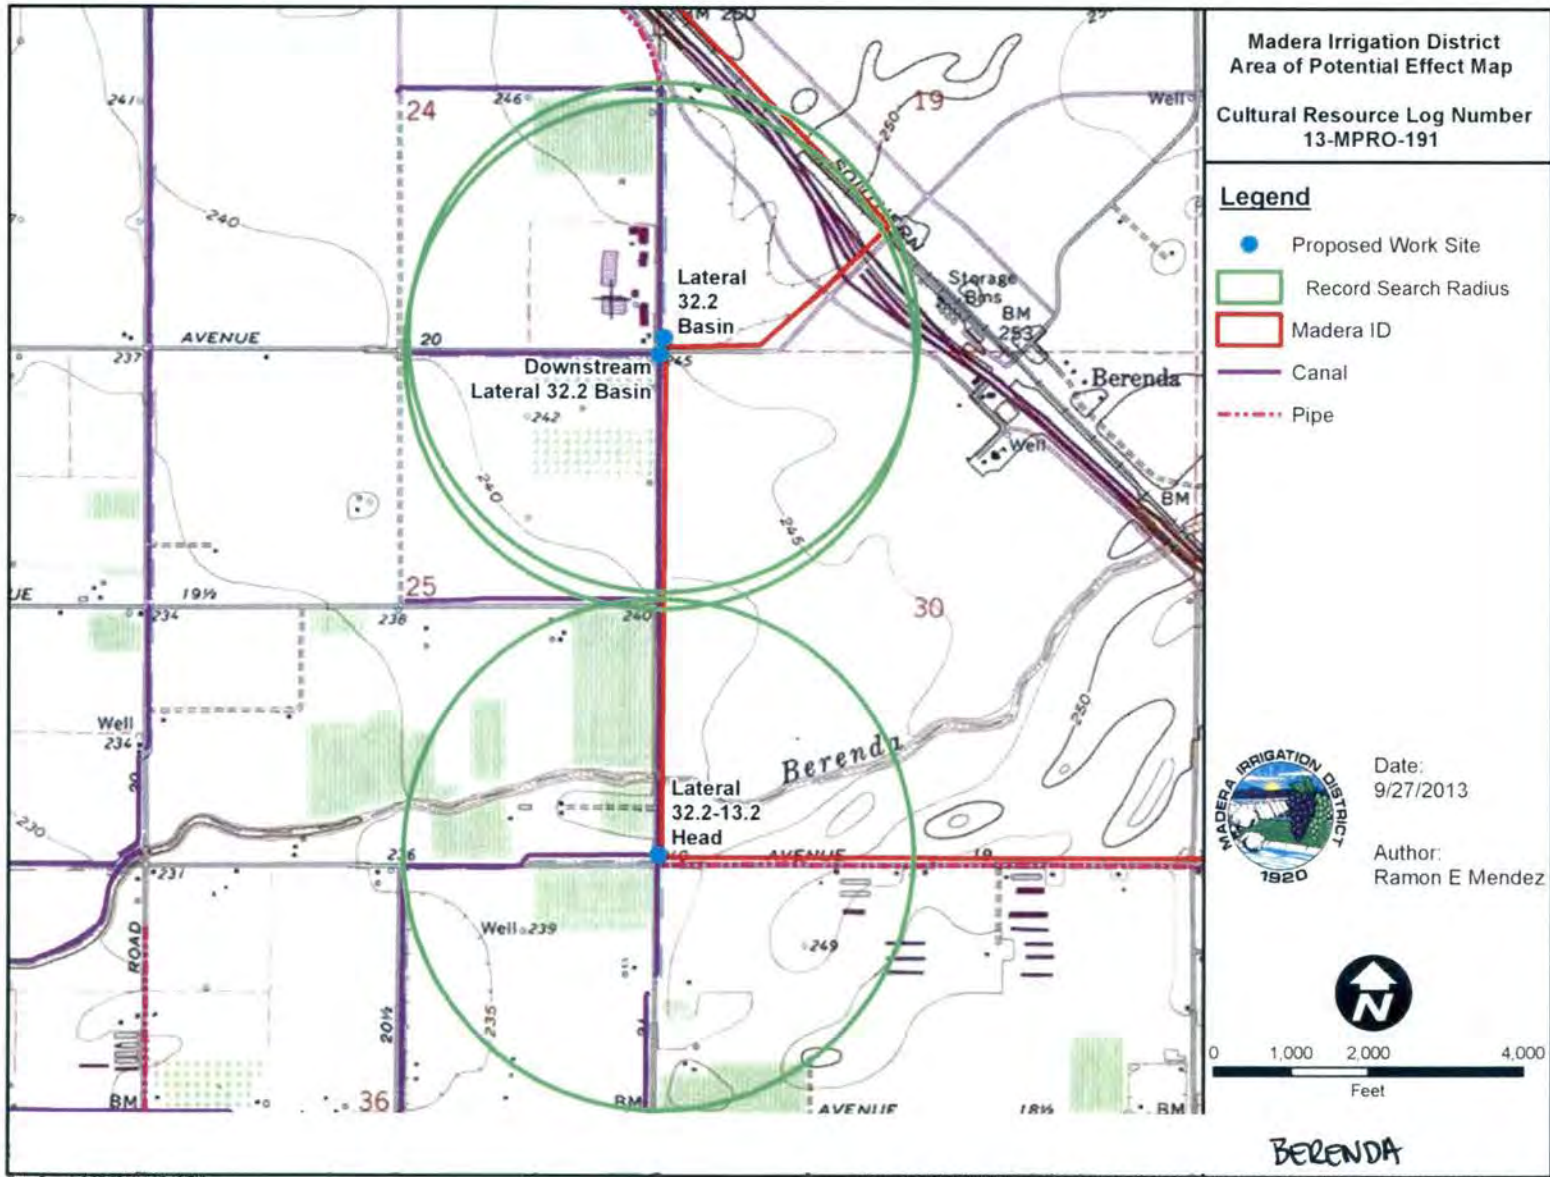 Madera Irrigation District
Area of Potential Effect Map
Cultural Resource Log Number
13-MPRO-191
Legend
Proposed Work Site
Record Search Radius
Madera ID
Canal
Pipe
MADERA IRRIGATION DISTRICT
1920
Date:
9/27/2013
Author:
Ramon E Mendez
N
0 1,000 2,000 4,000
Feet
BERENDA
BM 250
241
24
246
19
250
Well
240
SOUTHERN
Storage
Bins
BM
253
Lateral
32.2
Basin
AVENUE
20
237
245
Downstream
Lateral 32.2 Basin
242
Berenda
Well
BM
240
245
25
19½
234
238
240
30
250
Well
234
20
Berenda
Lateral
32.2-13.2
Head
230
AVENUE
19
231
236
Well
239
249
ROAD
20½
235
BM
36
BM
AVENUE
18½
BM